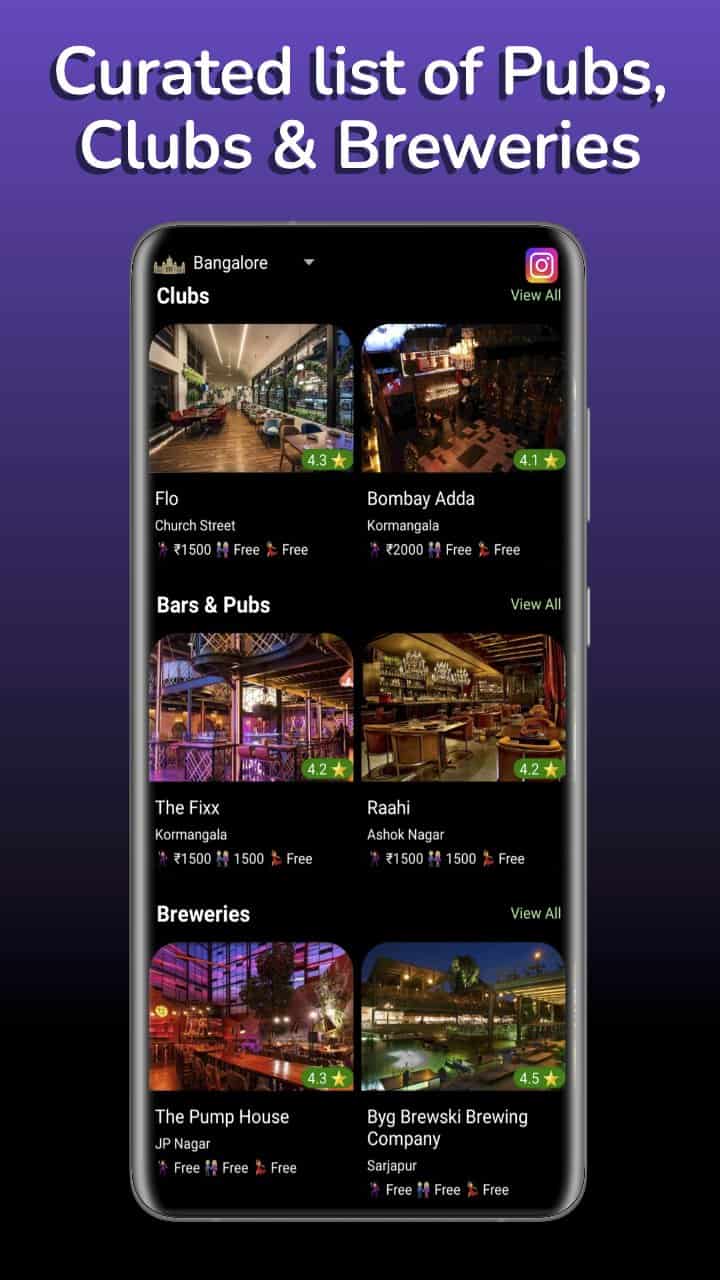 Curated list of Pubs,
Clubs & Breweries
Bangalore
Clubs
View All
4.3
4.1
Flo
Bombay Adda
Church Street
Kormangala
₹1500 Free Free
₹2000 Free Free
Bars & Pubs
View All
4.2
4.2
The Fixx
Raahi
Kormangala
Ashok Nagar
₹1500 1500 Free
₹1500 1500 Free
Breweries
View All
4.3
4.5
The Pump House
Byg Brewski Brewing
Company
JP Nagar
Sarjapur
Free Free Free
Free Free Free